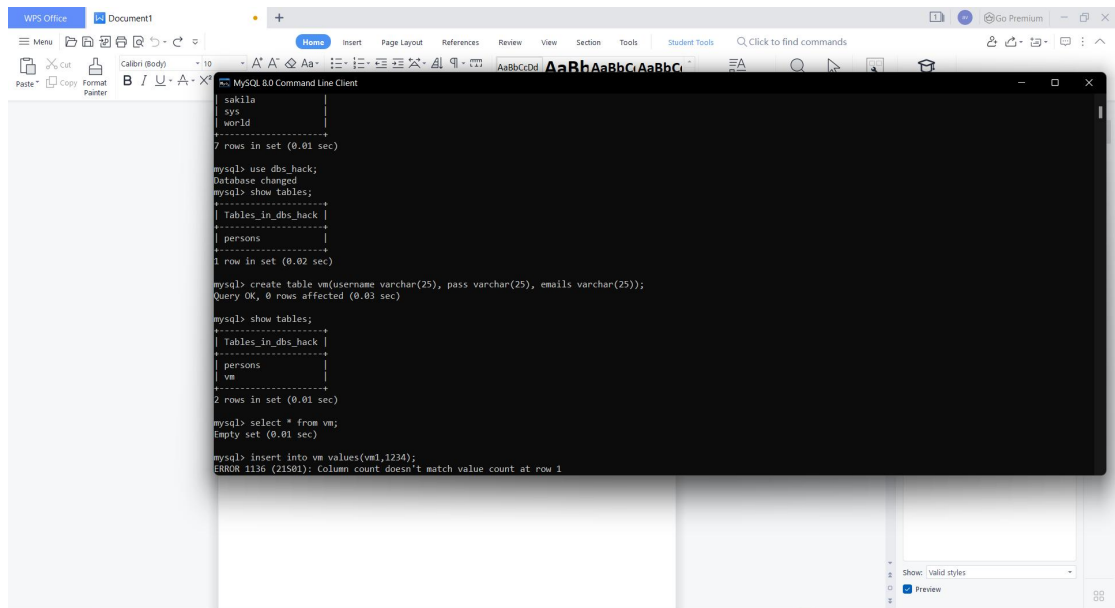 WPS Office
Document1
+
1
Go Premium
Menu
Home Insert Page Layout References Review View Section Tools Student Tools Click to find commands
Paste Cut Copy Format Painter
Calibri (Body) 10
B I U A X²
AaBbCcDd AaBb AaBbC AaBbC
MySQL 8.0 Command Line Client
| sakila |
| sys |
| world |
+--------------------+
7 rows in set (0.01 sec)
mysql> use dbs_hack;
Database changed
mysql> show tables;
+--------------------+
| Tables_in_dbs_hack |
+--------------------+
| persons |
+--------------------+
1 row in set (0.02 sec)
mysql> create table vm(username varchar(25), pass varchar(25), emails varchar(25));
Query OK, 0 rows affected (0.03 sec)
mysql> show tables;
+--------------------+
| Tables_in_dbs_hack |
+--------------------+
| persons |
| vm |
+--------------------+
2 rows in set (0.01 sec)
mysql> select * from vm;
Empty set (0.01 sec)
mysql> insert into vm values(vm1,1234);
ERROR 1136 (21S01): Column count doesn't match value count at row 1
Show: Valid styles
Preview